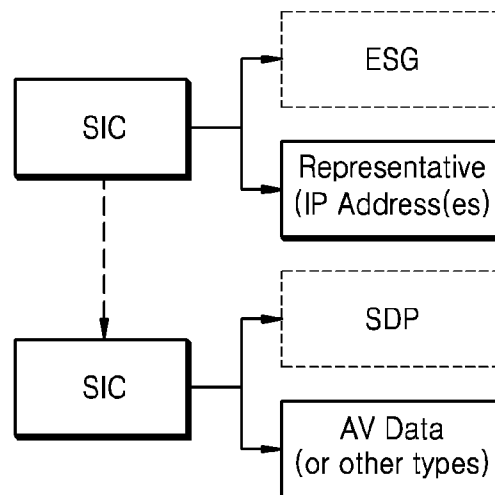 ESG
SIC
Representative
(IP Address(es)
SDP
SIC
AV Data
(or other types)